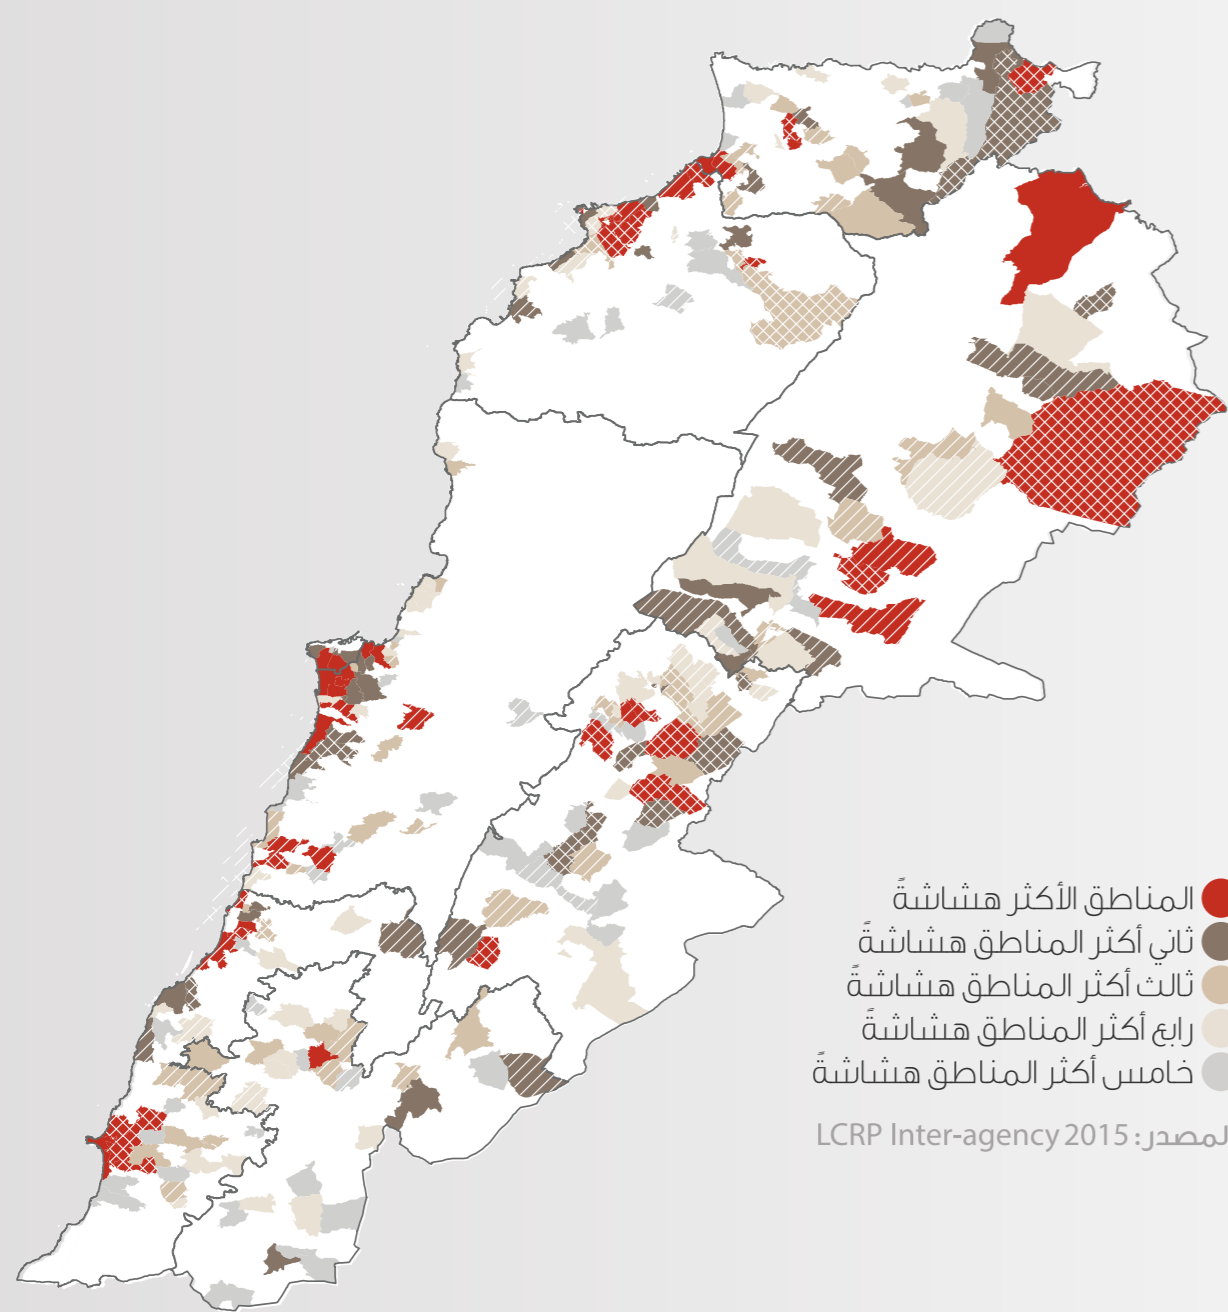 المناطق الأكثر هشاشةً
ثاني أكثر المناطق هشاشةً
ثالث أكثر المناطق هشاشةً
رابع أكثر المناطق هشاشةً
خامس أكثر المناطق هشاشةً
لمصدر: LCRP Inter-agency 2015